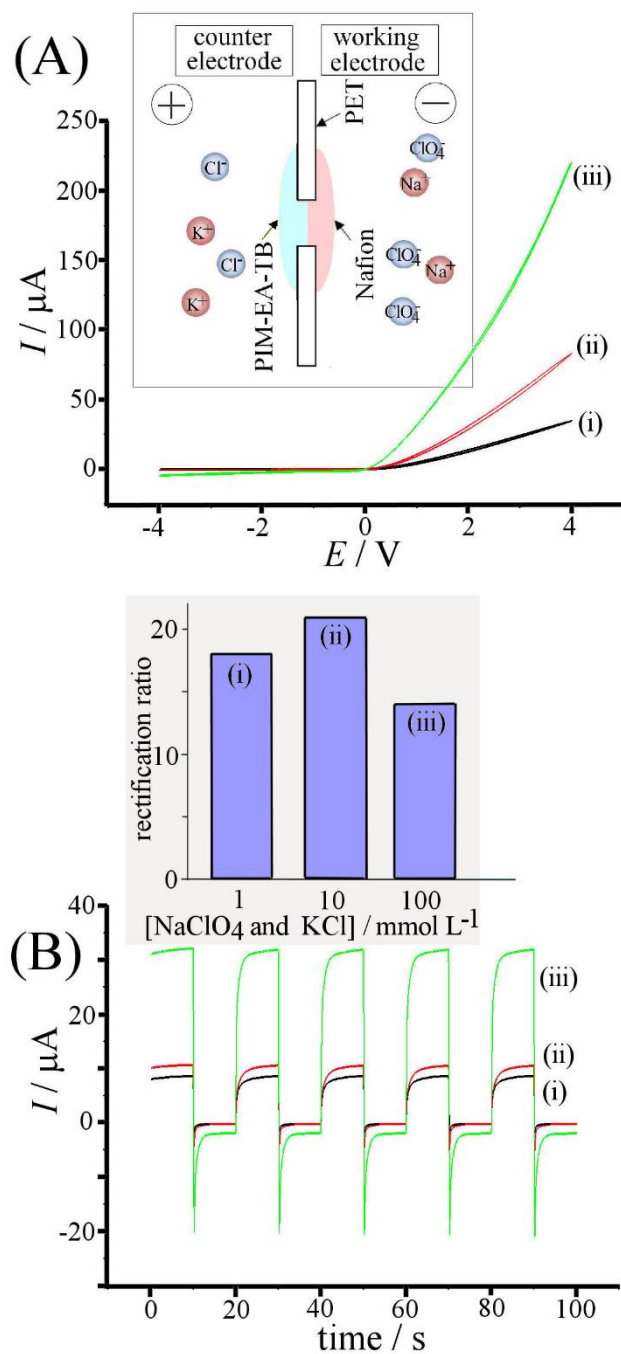 (A)
counter
electrode
working
electrode
+
−
PET
Cl⁻
K⁺
Cl⁻
K⁺
ClO₄⁻
Na⁺
ClO₄⁻
Na⁺
ClO₄⁻
PIM-EA-TB
Nafion
250
200
150
100
50
0
I / μA
(iii)
(ii)
(i)
-4
-2
0
2
4
E / V
20
10
0
rectification ratio
(i)
(ii)
(iii)
1
10
100
[NaClO₄ and KCl] / mmol L⁻¹
(B)
40
20
0
-20
I / μA
(iii)
(ii)
(i)
0
20
40
60
80
100
time / s